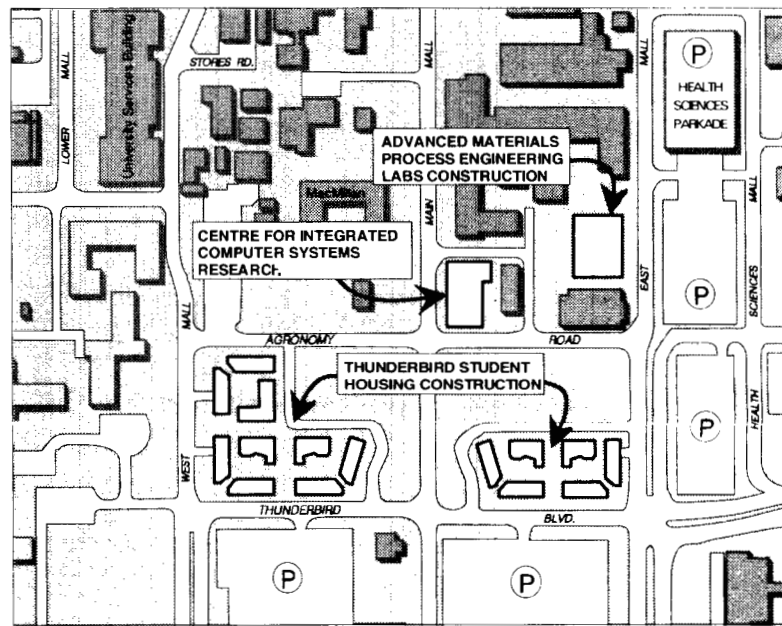 MALL
LOWER
University Services Building
STORES RD.
MALL
MAIN
MALL
P
HEALTH
SCIENCES
PARKADE
ADVANCED MATERIALS
PROCESS ENGINEERING
LABS CONSTRUCTION
MacMillan
MALL
SCIENCES
HEALTH
CENTRE FOR INTEGRATED
COMPUTER SYSTEMS
RESEARCH.
EAST
P
MALL
AGRONOMY
ROAD
THUNDERBIRD STUDENT
HOUSING CONSTRUCTION
P
WEST
THUNDERBIRD
BLVD.
P
P